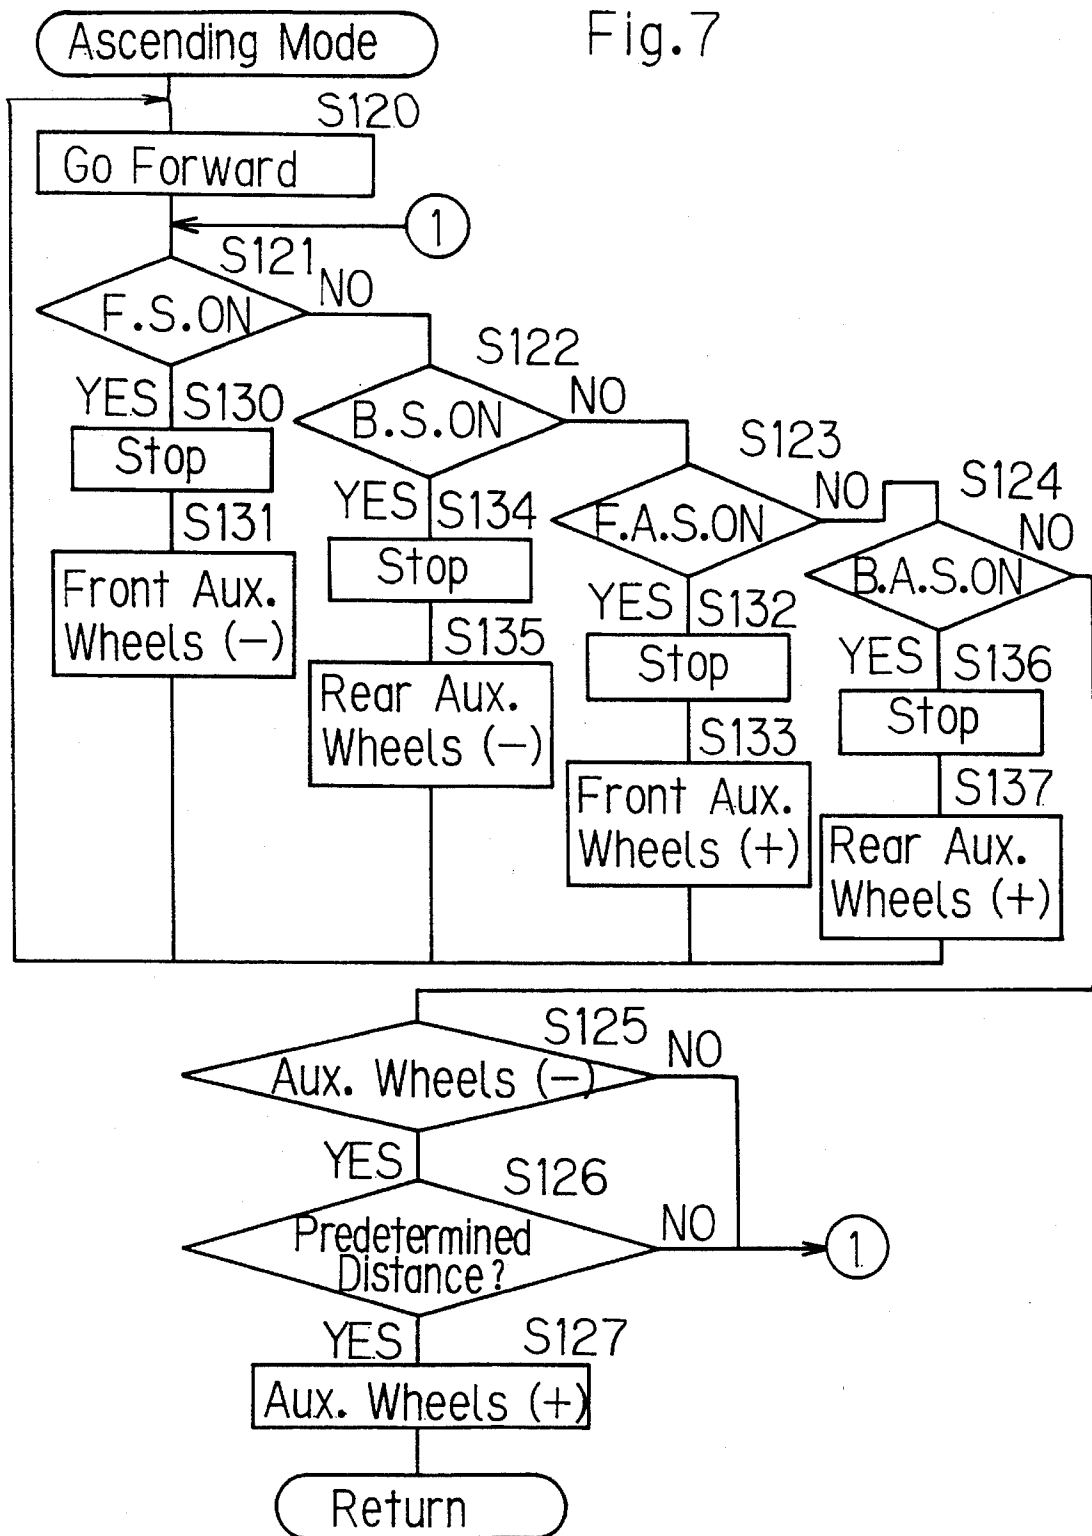 Fig.7
Ascending Mode
S120
Go Forward
1
S121
F.S.ON
NO
S122
YES
S130
B.S.ON
NO
Stop
S123
S131
YES
S134
F.A.S.ON
NO
S124
Front Aux.
Wheels (−)
Stop
NO
B.A.S.ON
S135
YES
S132
Rear Aux.
Wheels (−)
Stop
YES
S136
S133
Stop
Front Aux.
Wheels (+)
S137
Rear Aux.
Wheels (+)
S125
Aux. Wheels (−)
NO
YES
S126
Predetermined
Distance?
NO
1
YES
S127
Aux. Wheels (+)
Return